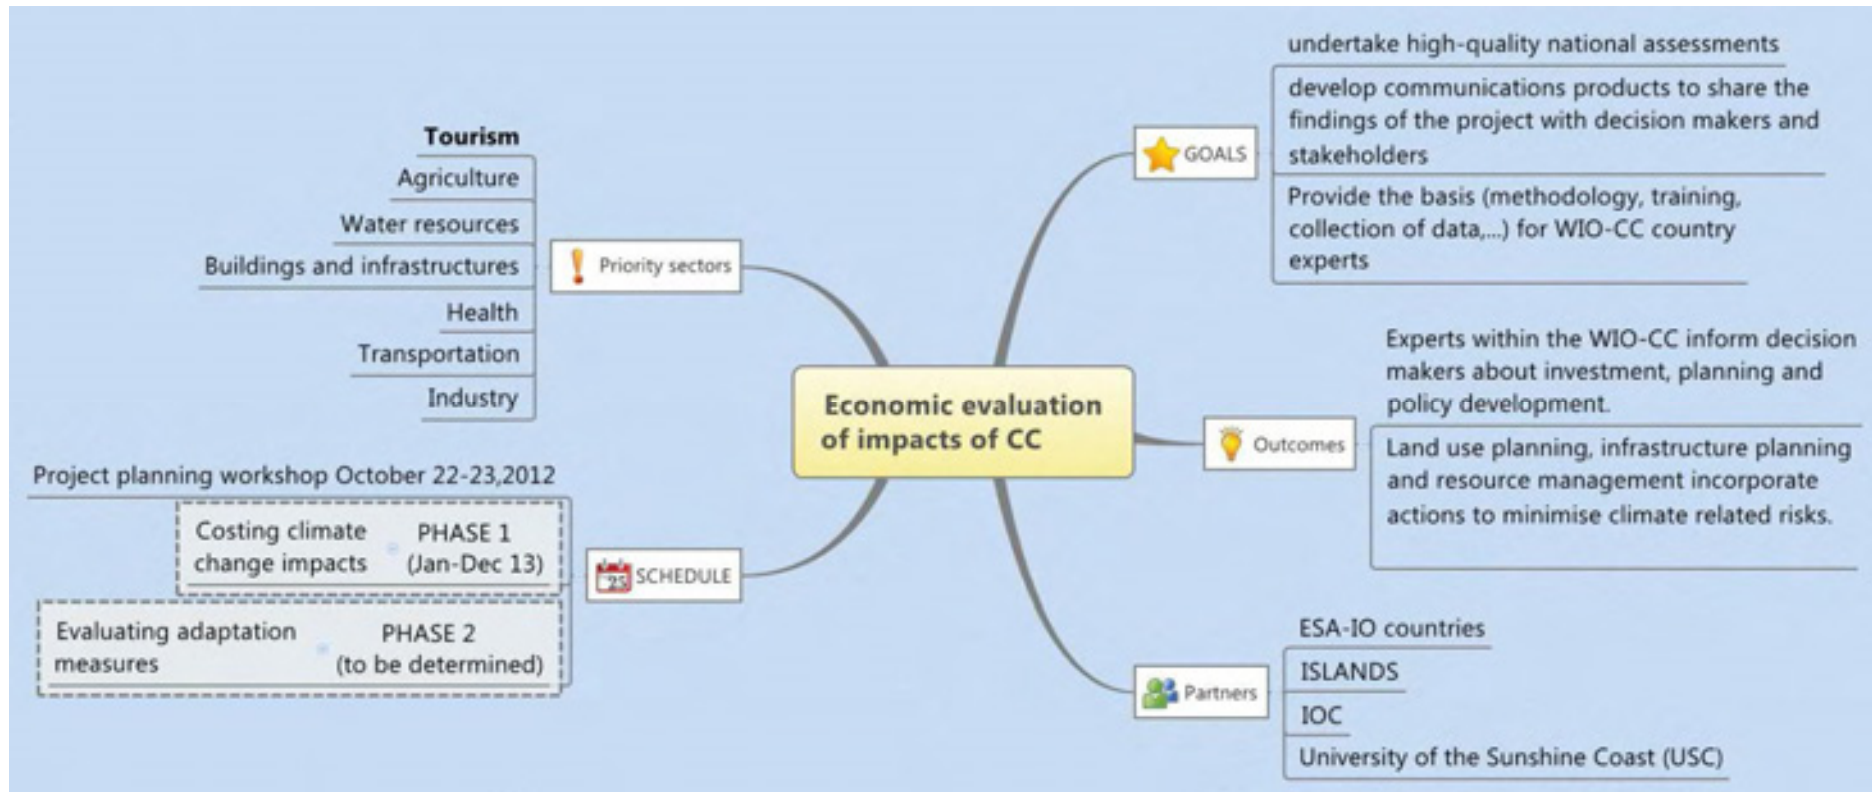 Economic evaluation
of impacts of CC
GOALS
undertake high-quality national assessments
develop communications products to share the
findings of the project with decision makers and
stakeholders
Provide the basis (methodology, training,
collection of data,...) for WIO-CC country
experts
Outcomes
Experts within the WIO-CC inform decision
makers about investment, planning and
policy development.
Land use planning, infrastructure planning
and resource management incorporate
actions to minimise climate related risks.
Partners
ESA-IO countries
ISLANDS
IOC
University of the Sunshine Coast (USC)
Priority sectors
Tourism
Agriculture
Water resources
Buildings and infrastructures
Health
Transportation
Industry
25
SCHEDULE
Project planning workshop October 22-23,2012
PHASE 1
(Jan-Dec 13)
Costing climate
change impacts
PHASE 2
(to be determined)
Evaluating adaptation
measures